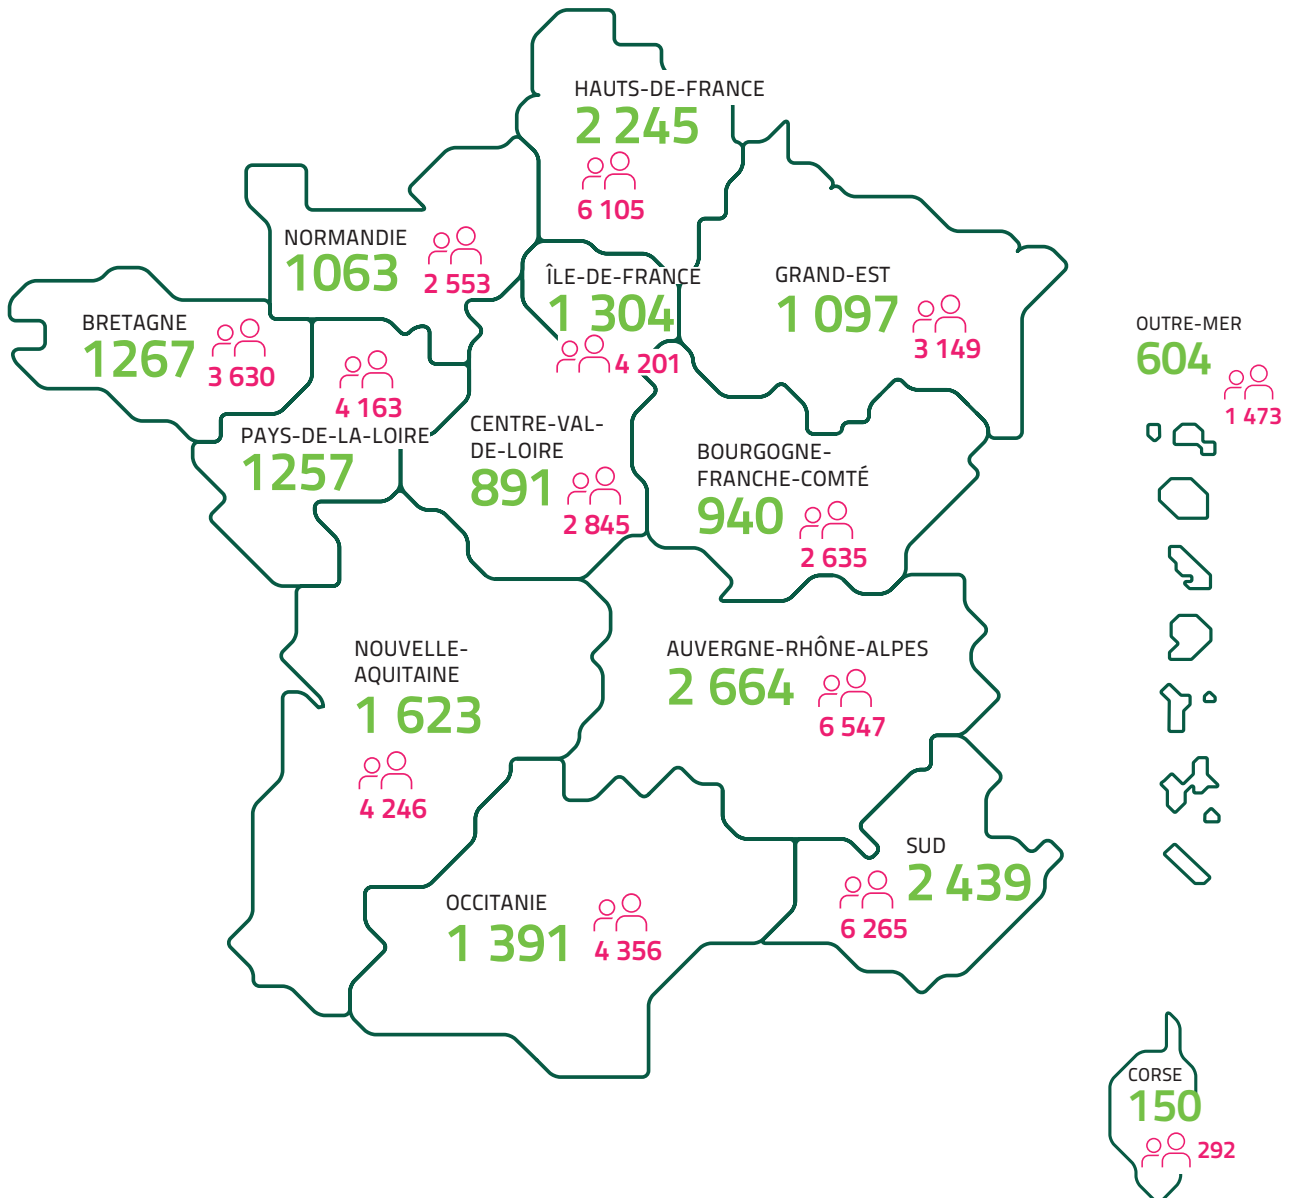 HAUTS-DE-FRANCE
2 245
6 105
NORMANDIE
1063
2 553
ÎLE-DE-FRANCE
1 304
4 201
GRAND-EST
1 097
3 149
BRETAGNE
1267
3 630
4 163
PAYS-DE-LA-LOIRE
1257
CENTRE-VAL-
DE-LOIRE
891
2 845
BOURGOGNE-
FRANCHE-COMTÉ
940
2 635
OUTRE-MER
604
1 473
NOUVELLE-
AQUITAINE
1 623
4 246
AUVERGNE-RHÔNE-ALPES
2 664
6 547
OCCITANIE
1 391
4 356
SUD
2 439
6 265
CORSE
150
292